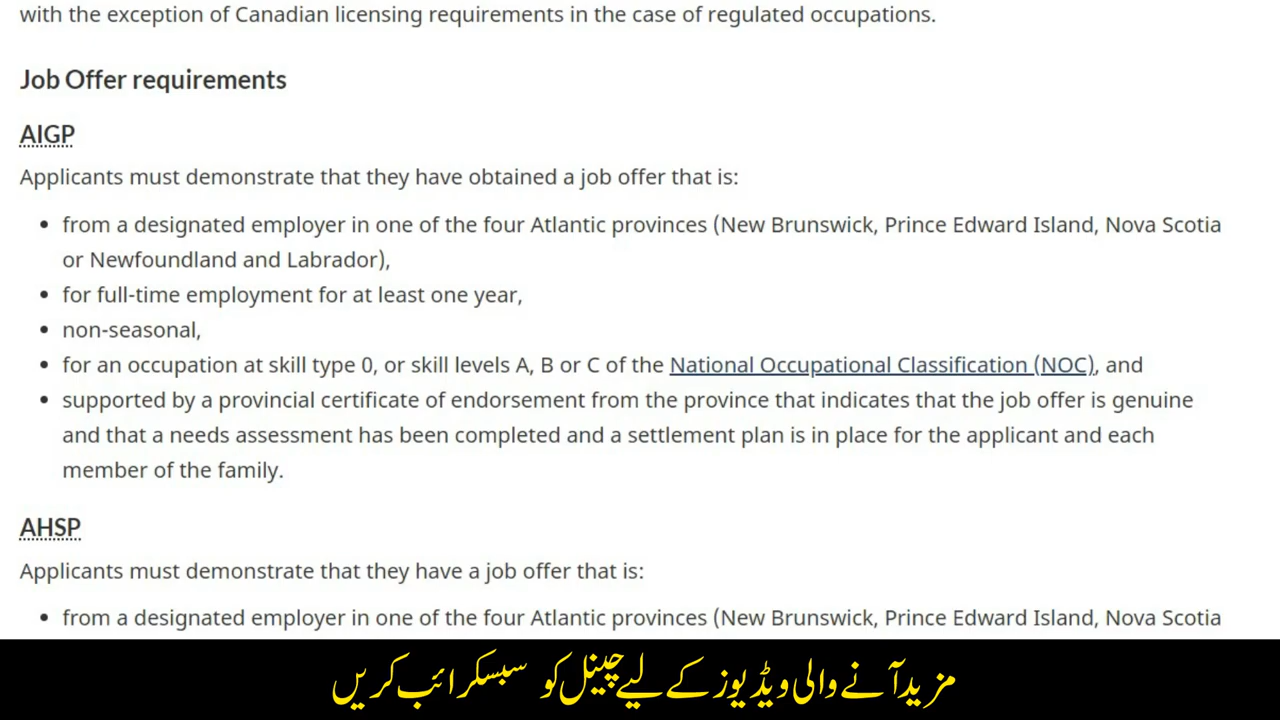 with the exception of Canadian licensing requirements in the case of regulated occupations.
Job Offer requirements
AIGP
Applicants must demonstrate that they have obtained a job offer that is:
• from a designated employer in one of the four Atlantic provinces (New Brunswick, Prince Edward Island, Nova Scotia
or Newfoundland and Labrador),
• for full-time employment for at least one year,
• non-seasonal,
• for an occupation at skill type 0, or skill levels A, B or C of the National Occupational Classification (NOC), and
• supported by a provincial certificate of endorsement from the province that indicates that the job offer is genuine
and that a needs assessment has been completed and a settlement plan is in place for the applicant and each
member of the family.
AHSP
Applicants must demonstrate that they have a job offer that is:
• from a designated employer in one of the four Atlantic provinces (New Brunswick, Prince Edward Island, Nova Scotia
مزید آنے والی ویڈیوز کے لیے چینل کو سبسکرائب کریں